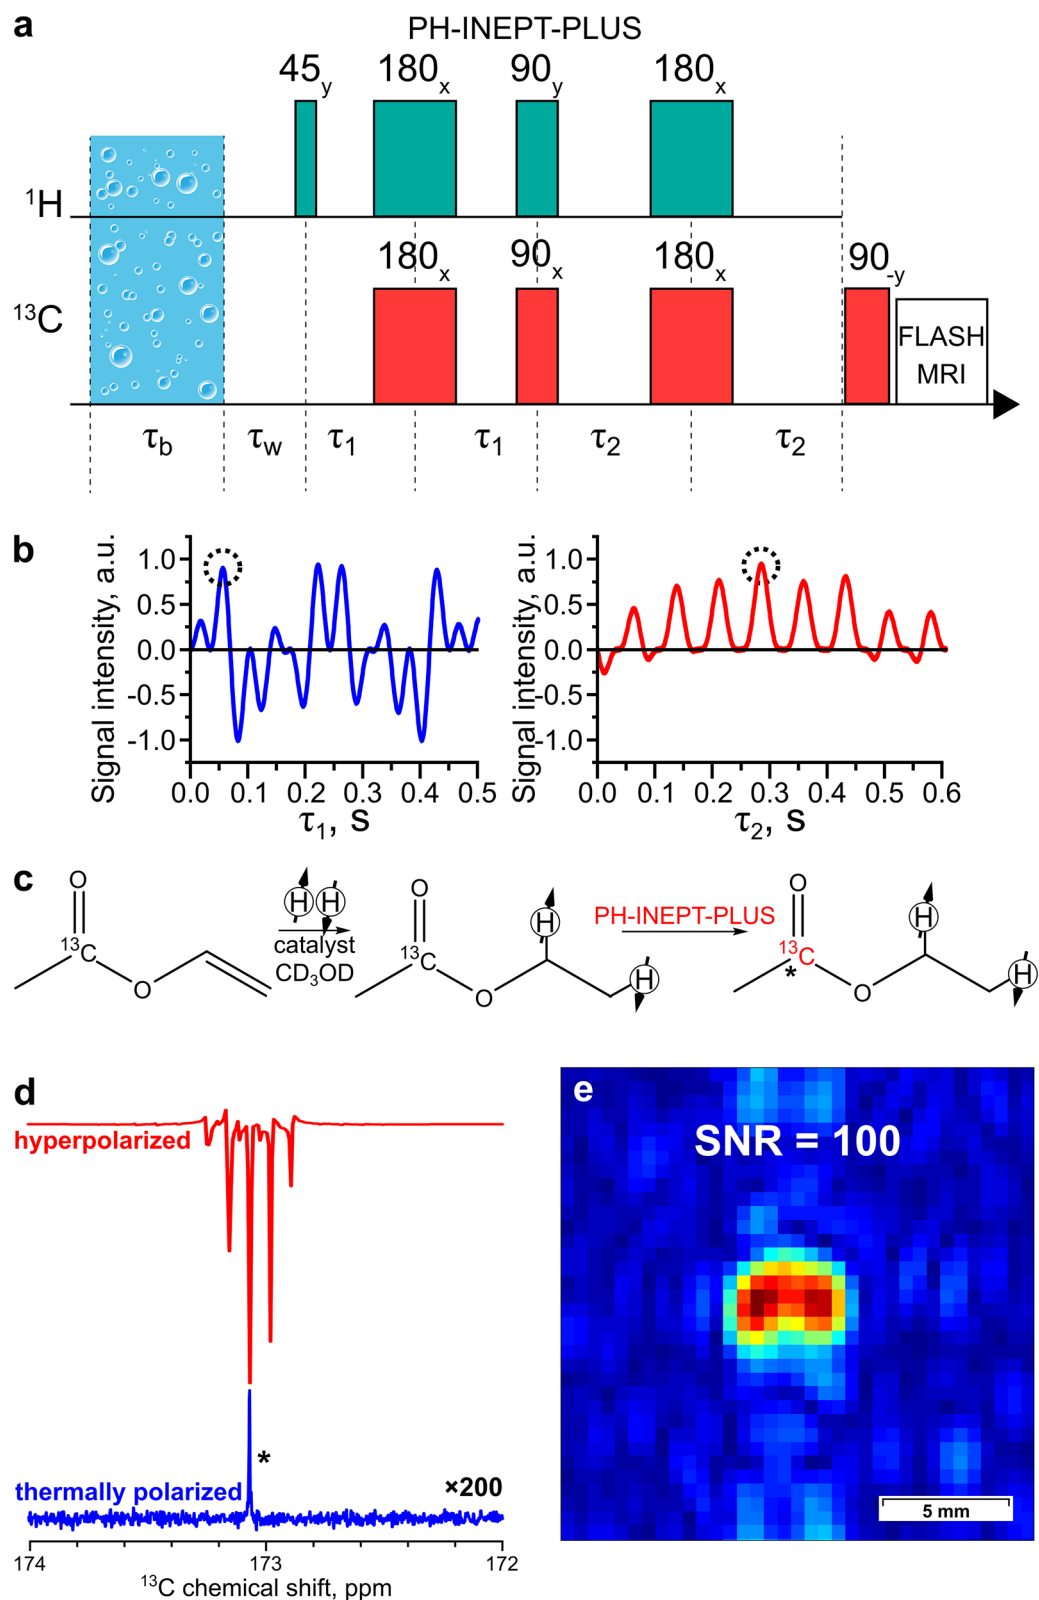 a
PH-INEPT-PLUS
45y 180x 90y 180x
¹H
180x 90x 180x 90-y
¹³C
FLASH
MRI
τb τw τ1 τ1 τ2 τ2
b
Signal intensity, a.u.
1.0
0.5
0.0
-0.5
-1.0
0.0 0.1 0.2 0.3 0.4 0.5
τ1, s
Signal intensity, a.u.
1.0
0.5
0.0
-0.5
-1.0
0.0 0.1 0.2 0.3 0.4 0.5 0.6
τ2, s
c
O
¹³C
O
H H
catalyst
CD₃OD
O
¹³C
O
H
H
PH-INEPT-PLUS
O
¹³C
*
O
H
H
d
hyperpolarized
*
thermally polarized
×200
174 173 172
¹³C chemical shift, ppm
e
SNR = 100
5 mm